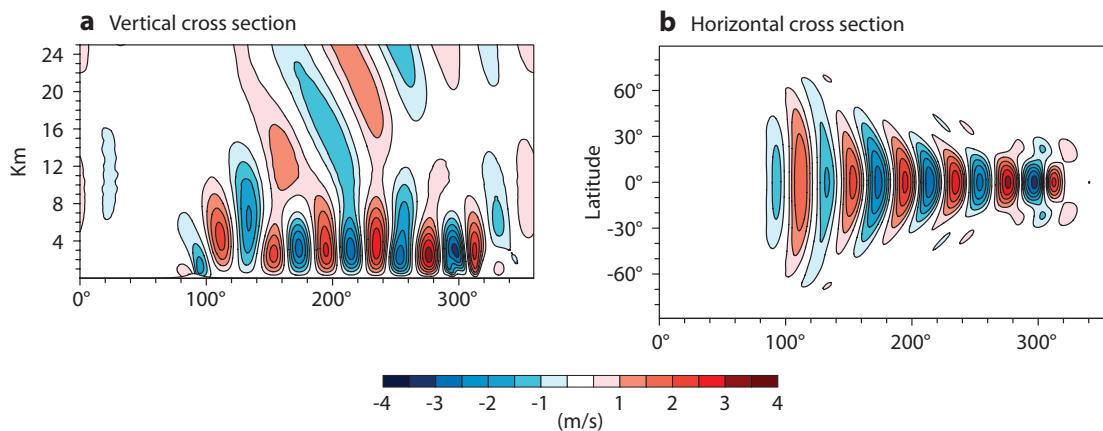 a Vertical cross section
24
20
16
12
8
4
Km
0° 100° 200° 300°
b Horizontal cross section
60°
30°
0°
-30°
-60°
Latitude
0° 100° 200° 300°
-4 -3 -2 -1 1 2 3 4
(m/s)